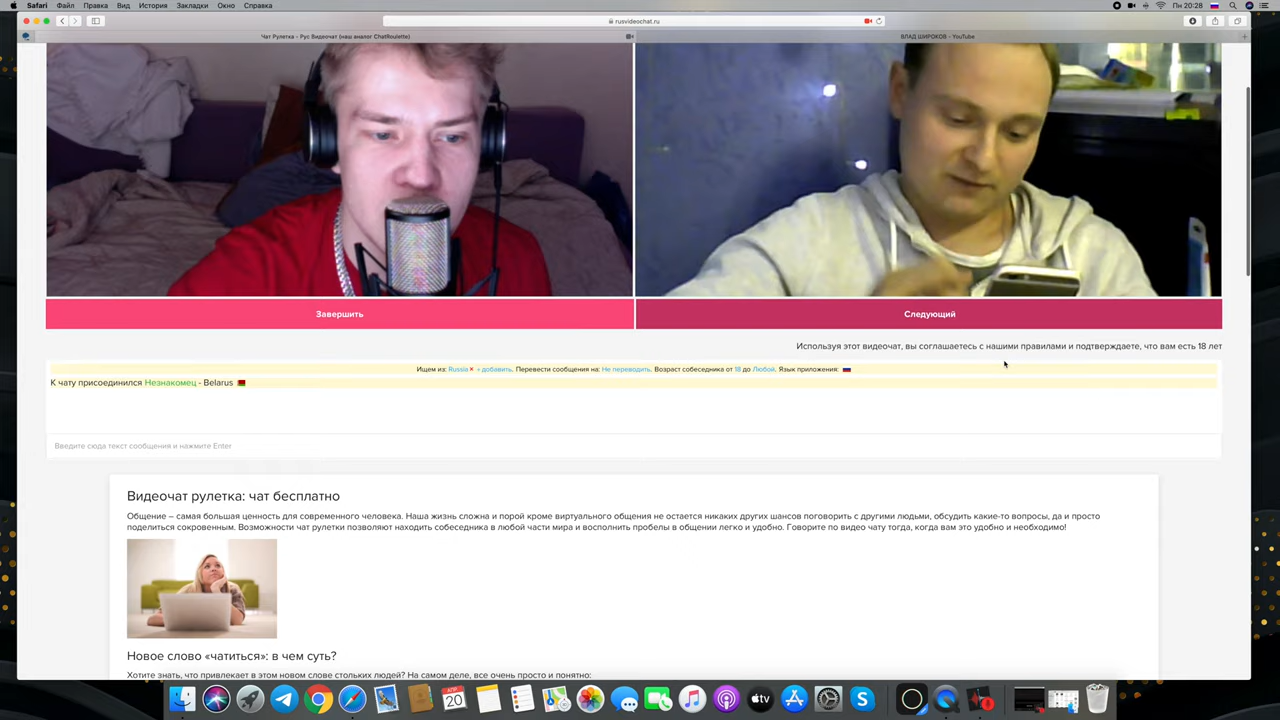 Safari Файл Правка Вид История Закладки Окно Справка Пн 20:28
rusvideochat.ru
Чат Рулетка - Рус Видеочат (наш аналог ChatRoulette) ВЛАД ШИРОКОВ - YouTube
Завершить Следующий
Используя этот видеочат, вы соглашаетесь с нашими правилами и подтверждаете, что вам есть 18 лет
Ищем из: Russia × + добавить. Перевести сообщения на: Не переводить. Возраст собеседника от 18 до Любой. Язык приложения:
К чату присоединился Незнакомец - Belarus
Введите сюда текст сообщения и нажмите Enter
Видеочат рулетка: чат бесплатно
Общение – самая большая ценность для современного человека. Наша жизнь сложна и порой кроме виртуального общения не остается никаких других шансов поговорить с другими людьми, обсудить какие-то вопросы, да и просто
поделиться сокровенным. Возможности чат рулетки позволяют находить собеседника в любой части мира и восполнить пробелы в общении легко и удобно. Говорите по видео чату тогда, когда вам это удобно и необходимо!
Новое слово «чатиться»: в чем суть?
Хотите знать, что привлекает в этом новом слове стольких людей? На самом деле, все очень просто и понятно:
АПР
20
tv